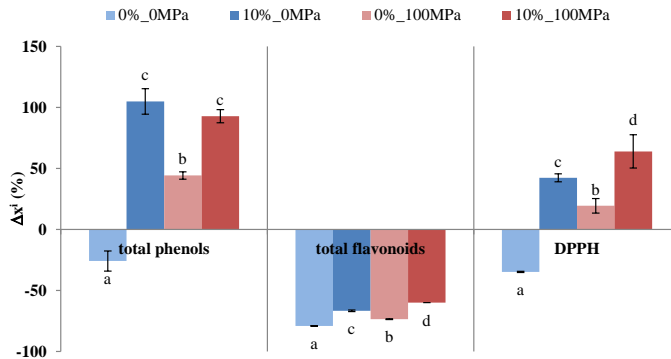 0%_0MPa 10%_0MPa 0%_100MPa 10%_100MPa
150
100
50
0
-50
-100
Δxⁱ (%)
c
c
b
a
total phenols
total flavonoids
a
c
b
d
d
c
b
DPPH
a